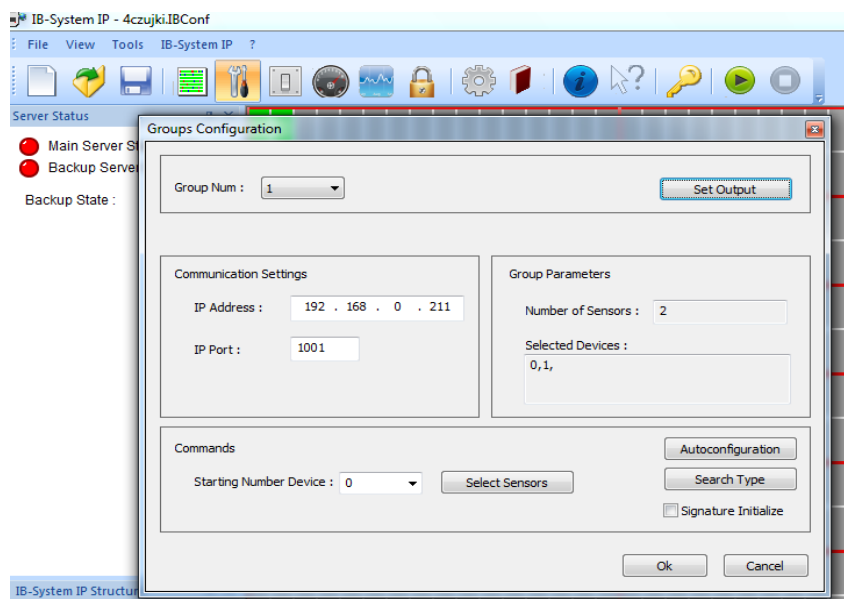 IB-System IP - 4czujki.IBConf
File View Tools IB-System IP ?
Server Status
Groups Configuration
Main Server St
Backup Server
Backup State :
Group Num : 1
Set Output
Communication Settings
IP Address : 192 . 168 . 0 . 211
IP Port : 1001
Group Parameters
Number of Sensors : 2
Selected Devices :
0,1,
Commands
Starting Number Device : 0
Select Sensors
Autoconfiguration
Search Type
Signature Initialize
Ok Cancel
IB-System IP Structur